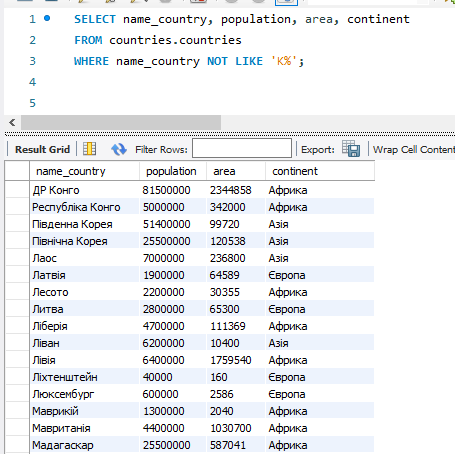 1 SELECT name_country, population, area, continent
2 FROM countries.countries
3 WHERE name_country NOT LIKE 'K%';
4
5
Result Grid Filter Rows: Export: Wrap Cell Content
name_country population area continent
ДР Конго 81500000 2344858 Африка
Республіка Конго 5000000 342000 Африка
Південна Корея 51400000 99720 Азія
Північна Корея 25500000 120538 Азія
Лаос 7000000 236800 Азія
Латвія 1900000 64589 Європа
Лесото 2200000 30355 Африка
Литва 2800000 65300 Європа
Ліберія 4700000 111369 Африка
Ліван 6200000 10400 Азія
Лівія 6400000 1759540 Африка
Ліхтенштейн 40000 160 Європа
Люксембург 600000 2586 Європа
Маврикій 1300000 2040 Африка
Мавританія 4400000 1030700 Африка
Мадагаскар 25500000 587041 Африка